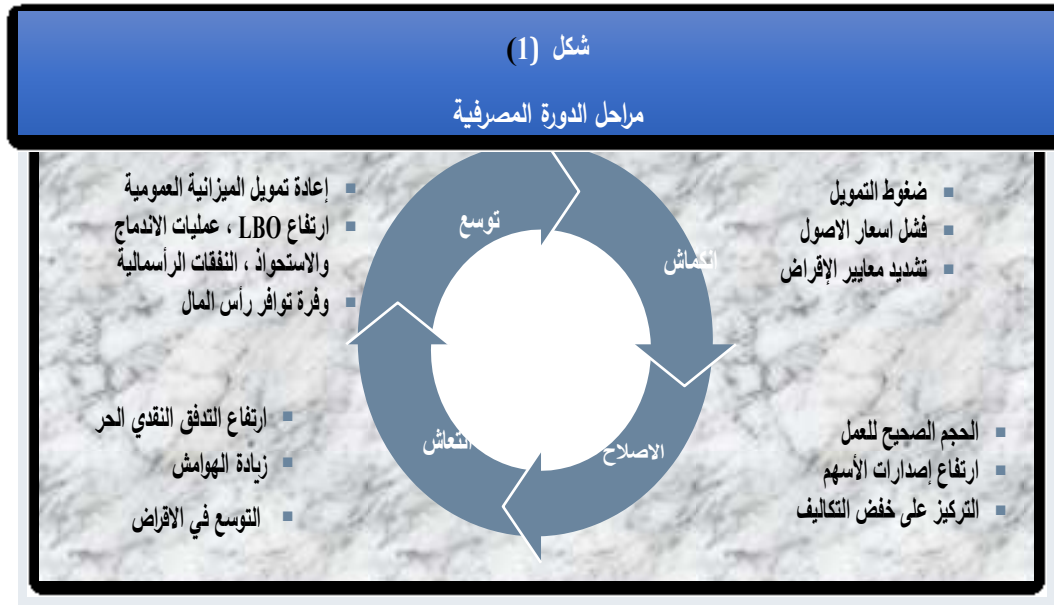 شكل (1)
مراحل الدورة المصرفية
ضغوط التمويل
فشل اسعار الاصول
تشديد معايير الإقراض
انكماش
توسع
إعادة تمويل الميزانية العمومية
ارتفاع LBO ، عمليات الاندماج
والاستحواذ ، النفقات الرأسمالية
وفرة توافر رأس المال
الحجم الصحيح للعمل
ارتفاع إصدارات الأسهم
التركيز على خفض التكاليف
الاصلاح
انتعاش
ارتفاع التدفق النقدي الحر
زيادة الهوامش
التوسع في الاقراض